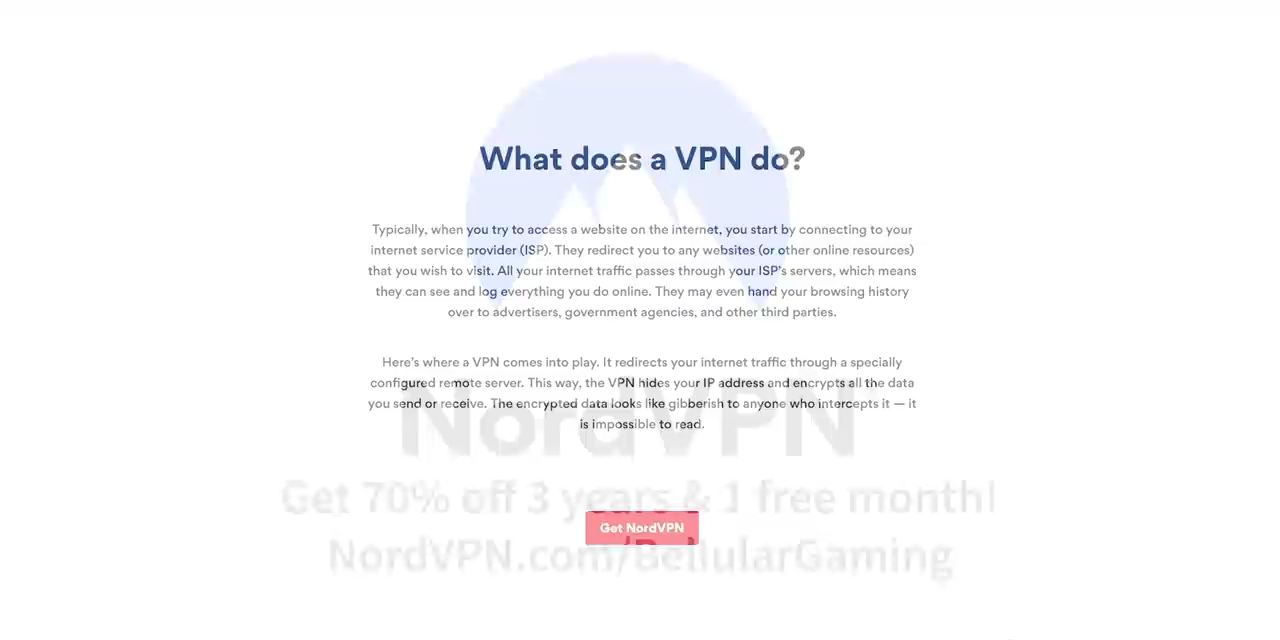 What does a VPN do?
Typically, when you try to access a website on the internet, you start by connecting to your
internet service provider (ISP). They redirect you to any websites (or other online resources)
that you wish to visit. All your internet traffic passes through your ISP’s servers, which means
they can see and log everything you do online. They may even hand your browsing history
over to advertisers, government agencies, and other third parties.
Here’s where a VPN comes into play. It redirects your internet traffic through a specially
configured remote server. This way, the VPN hides your IP address and encrypts all the data
you send or receive. The encrypted data looks like gibberish to anyone who intercepts it — it
is impossible to read.
NordVPN
Get 70% off 3 years & 1 free month!
Get NordVPN
NordVPN.com/BellularGaming